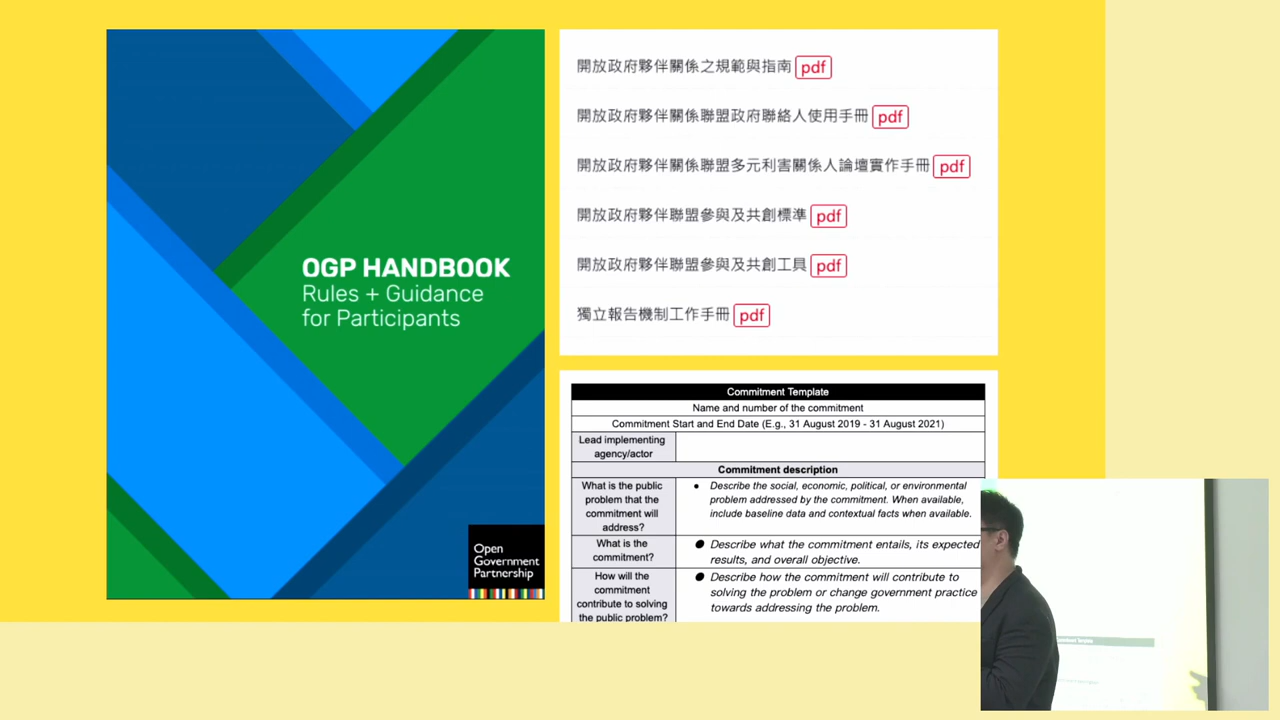 OGP HANDBOOK
Rules + Guidance
for Participants
Open
Government
Partnership
開放政府夥伴關係之規範與指南 pdf
開放政府夥伴關係聯盟政府聯絡人使用手冊 pdf
開放政府夥伴關係聯盟多元利害關係人論壇實作手冊 pdf
開放政府夥伴聯盟參與及共創標準 pdf
開放政府夥伴聯盟參與及共創工具 pdf
獨立報告機制工作手冊 pdf
Commitment Template
Name and number of the commitment
Commitment Start and End Date (E.g., 31 August 2019 - 31 August 2021)
Lead implementing
agency/actor
Commitment description
What is the public
problem that the
commitment will
address?
• Describe the social, economic, political, or environmental
problem addressed by the commitment. When available,
include baseline data and contextual facts when available.
What is the
commitment?
● Describe what the commitment entails, its expected
results, and overall objective.
How will the
commitment
contribute to solving
the public problem?
● Describe how the commitment will contribute to
solving the problem or change government practice
towards addressing the problem.